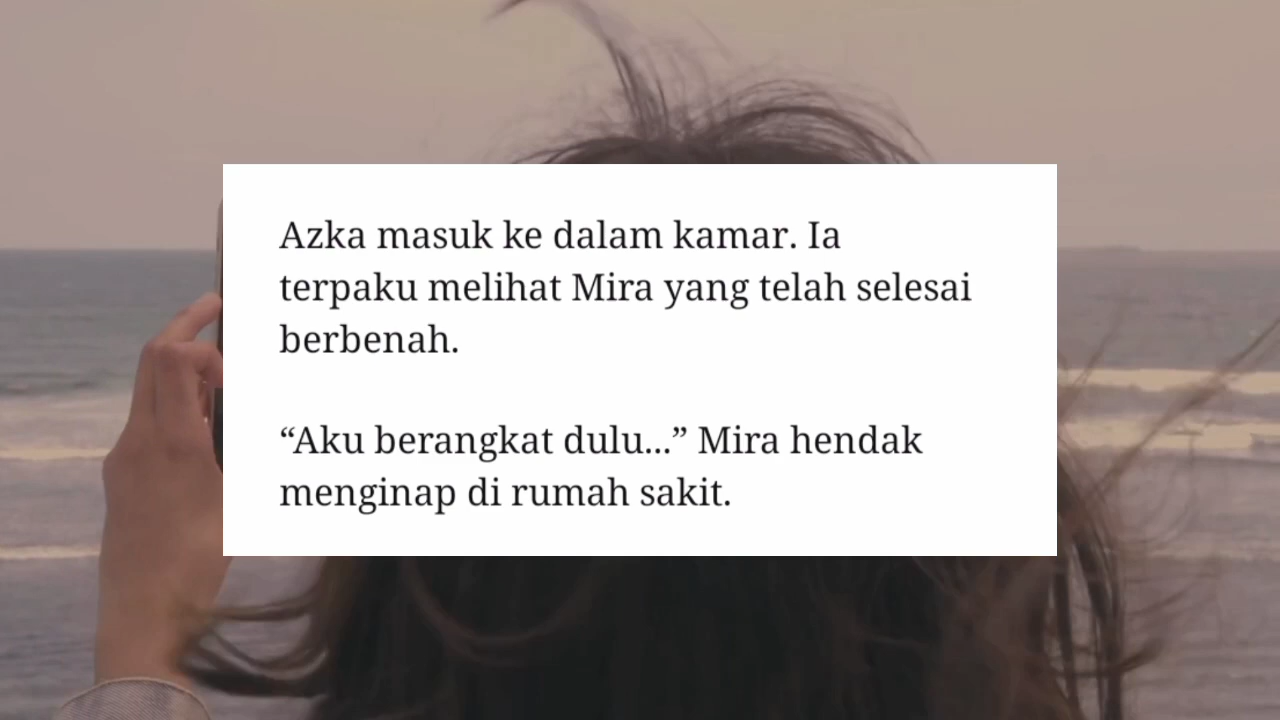 Azka masuk ke dalam kamar. Ia
terpaku melihat Mira yang telah selesai
berbenah.
“Aku berangkat dulu...” Mira hendak
menginap di rumah sakit.